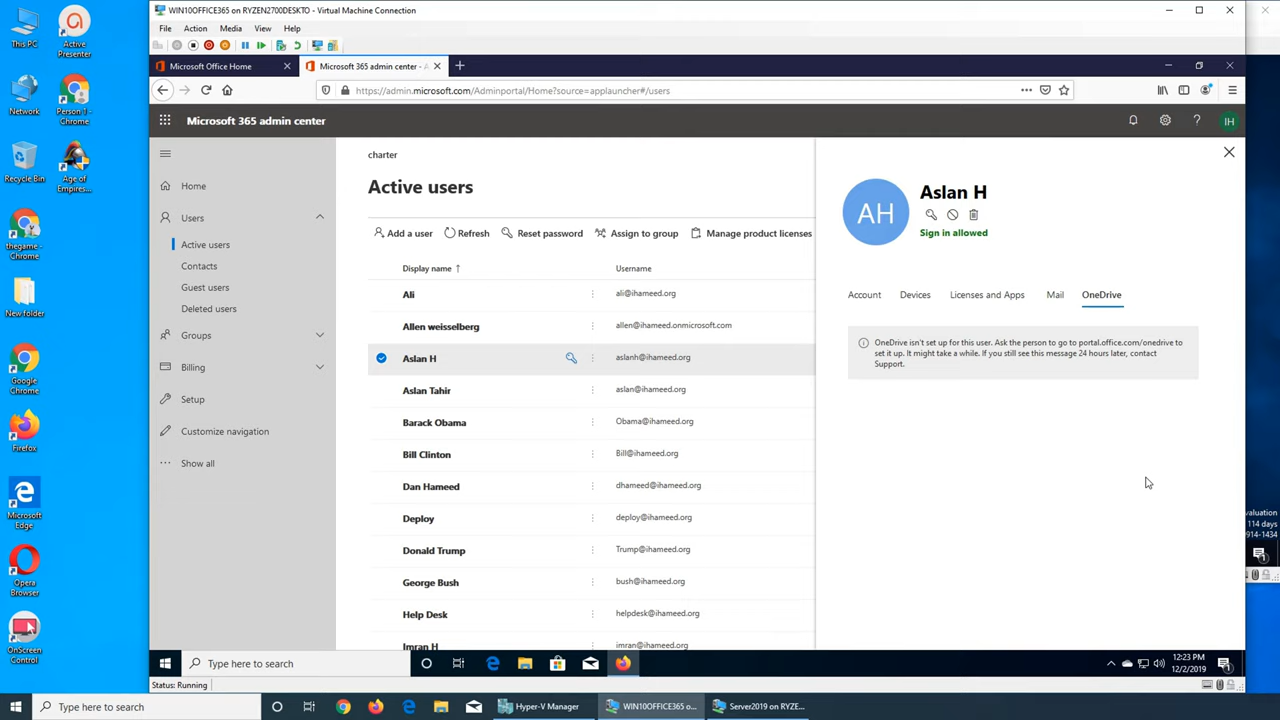 This PC
Active Presenter
Network
Person 1 - Chrome
Recycle Bin
Age of Empires...
thegame - Chrome
New folder
Google Chrome
Firefox
Microsoft Edge
Opera Browser
OnScreen Control
WIN10OFFICE365 on RYZEN2700DESKTO - Virtual Machine Connection
File Action Media View Help
Microsoft Office Home
Microsoft 365 admin center - A
https://admin.microsoft.com/Adminportal/Home?source=applauncher#/users
Microsoft 365 admin center
IH
Home
Users
Active users
Contacts
Guest users
Deleted users
Groups
Billing
Setup
Customize navigation
Show all
charter
Active users
Add a user Refresh Reset password Assign to group Manage product licenses
Display name ↑ Username
Ali ali@ihameed.org
Allen weisselberg allen@ihameed.onmicrosoft.com
Aslan H aslanh@ihameed.org
Aslan Tahir aslan@ihameed.org
Barack Obama Obama@ihameed.org
Bill Clinton Bill@ihameed.org
Dan Hameed dhameed@ihameed.org
Deploy deploy@ihameed.org
Donald Trump Trump@ihameed.org
George Bush bush@ihameed.org
Help Desk helpdesk@ihameed.org
Imran H imran@ihameed.org
AH
Aslan H
Sign in allowed
Account Devices Licenses and Apps Mail OneDrive
OneDrive isn't set up for this user. Ask the person to go to portal.office.com/onedrive to
set it up. It might take a while. If you still see this message 24 hours later, contact
Support.
valuation
114 days
914-1434
Type here to search
12:23 PM
12/2/2019
Status: Running
Type here to search
Hyper-V Manager
WIN10OFFICE365 o...
Server2019 on RYZE...